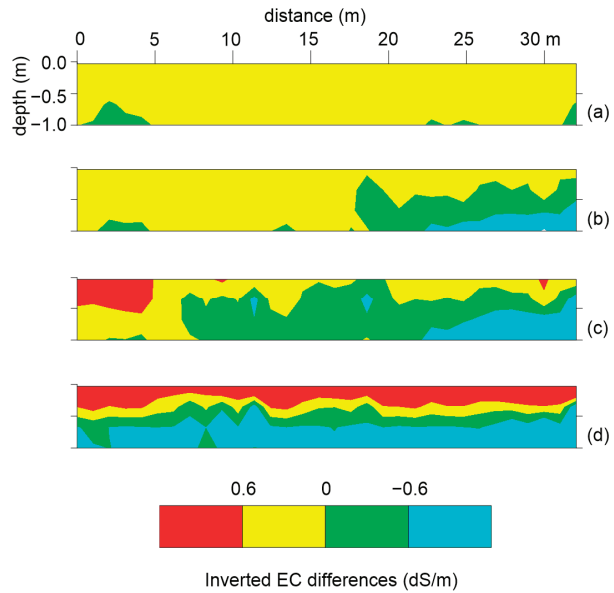 distance (m)
0 5 10 15 20 25 30 m
depth (m)
0.0
−0.5
−1.0
(a)
(b)
(c)
(d)
0.6 0 −0.6
Inverted EC differences (dS/m)